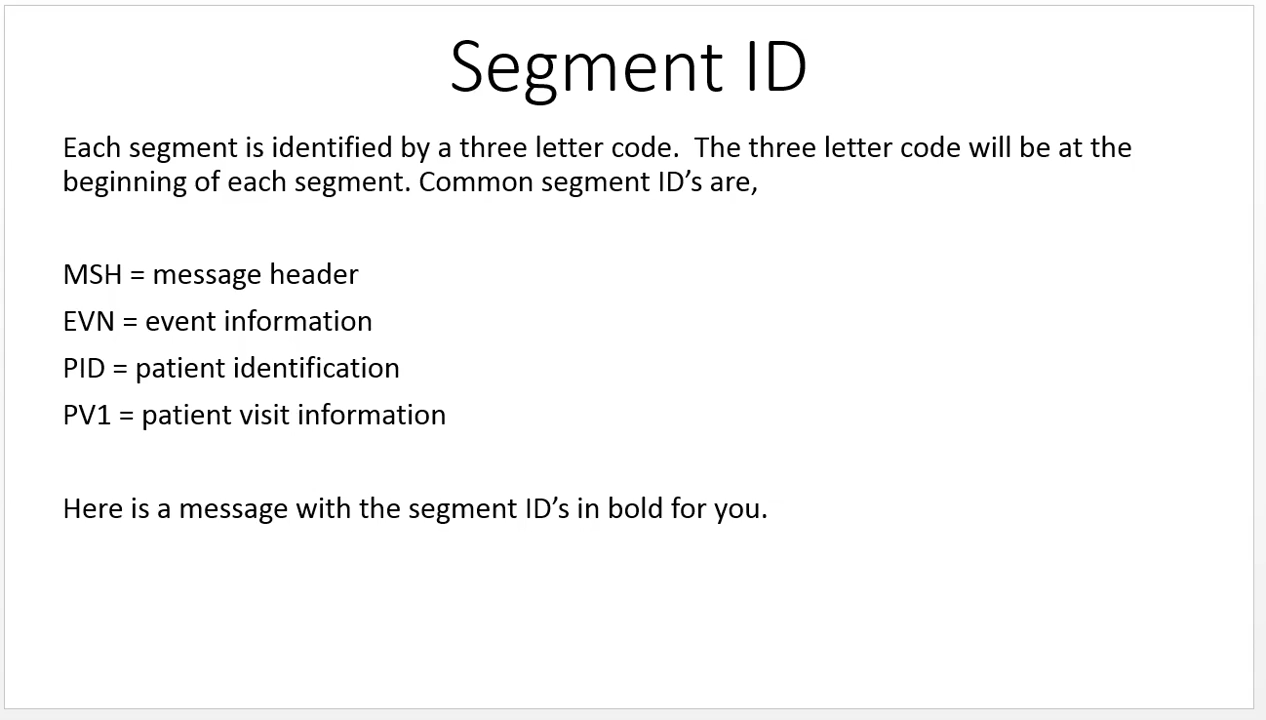 Segment ID
Each segment is identified by a three letter code.  The three letter code will be at the
beginning of each segment. Common segment ID’s are,
MSH = message header
EVN = event information
PID = patient identification
PV1 = patient visit information
Here is a message with the segment ID’s in bold for you.